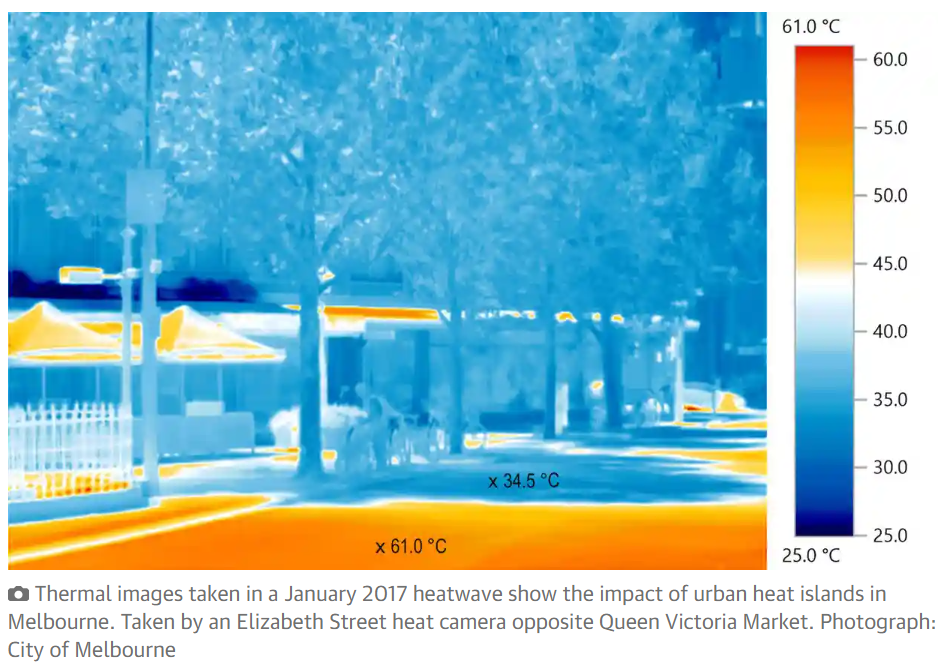 61.0 °C
60.0
55.0
50.0
45.0
40.0
35.0
30.0
25.0
25.0 °C
x 34.5 °C
x 61.0 °C
Thermal images taken in a January 2017 heatwave show the impact of urban heat islands in
Melbourne. Taken by an Elizabeth Street heat camera opposite Queen Victoria Market. Photograph:
City of Melbourne